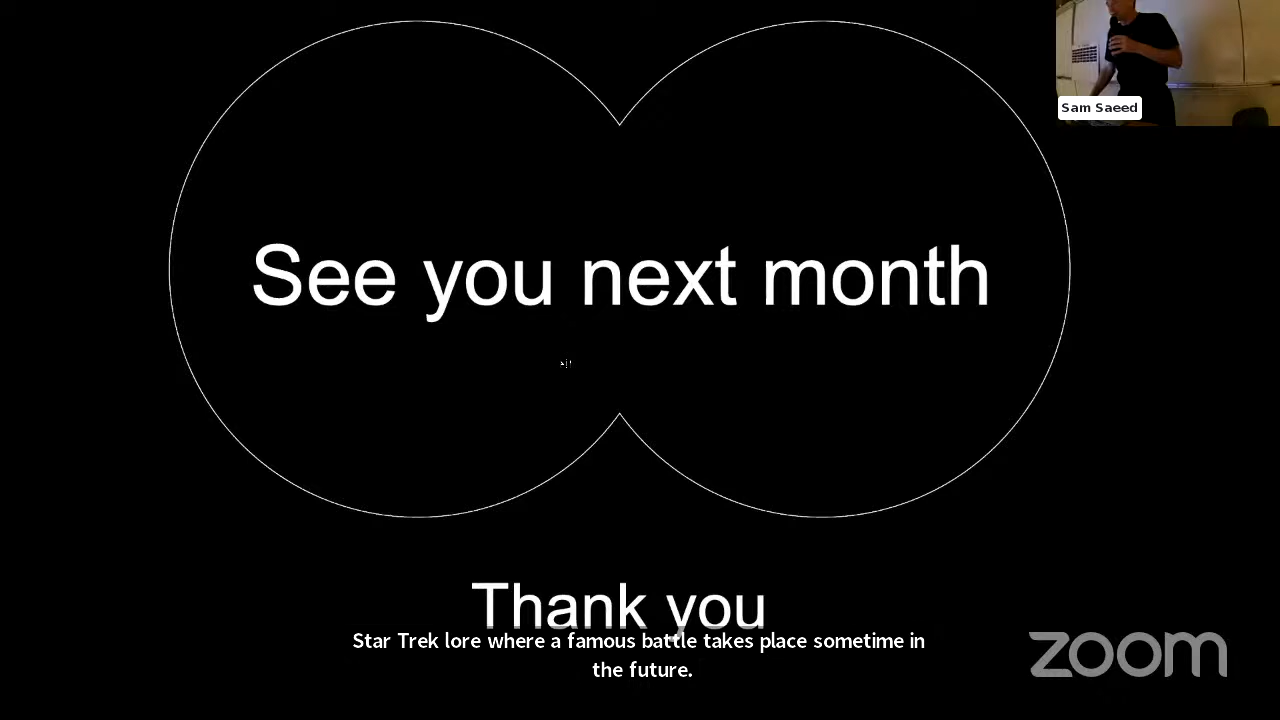 Sam Saeed
See you next month
Thank you
Star Trek lore where a famous battle takes place sometime in
the future.
zoom